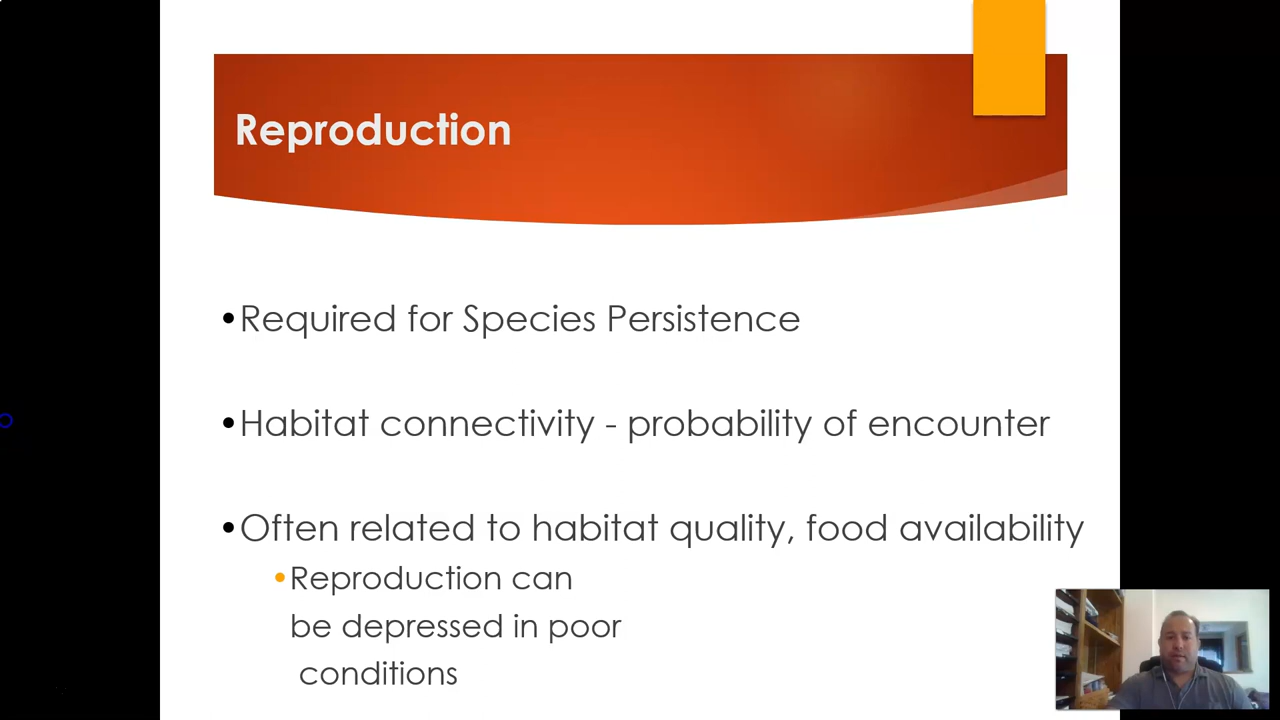 Reproduction
•Required for Species Persistence
•Habitat connectivity - probability of encounter
•Often related to habitat quality, food availability
•Reproduction can
be depressed in poor
conditions